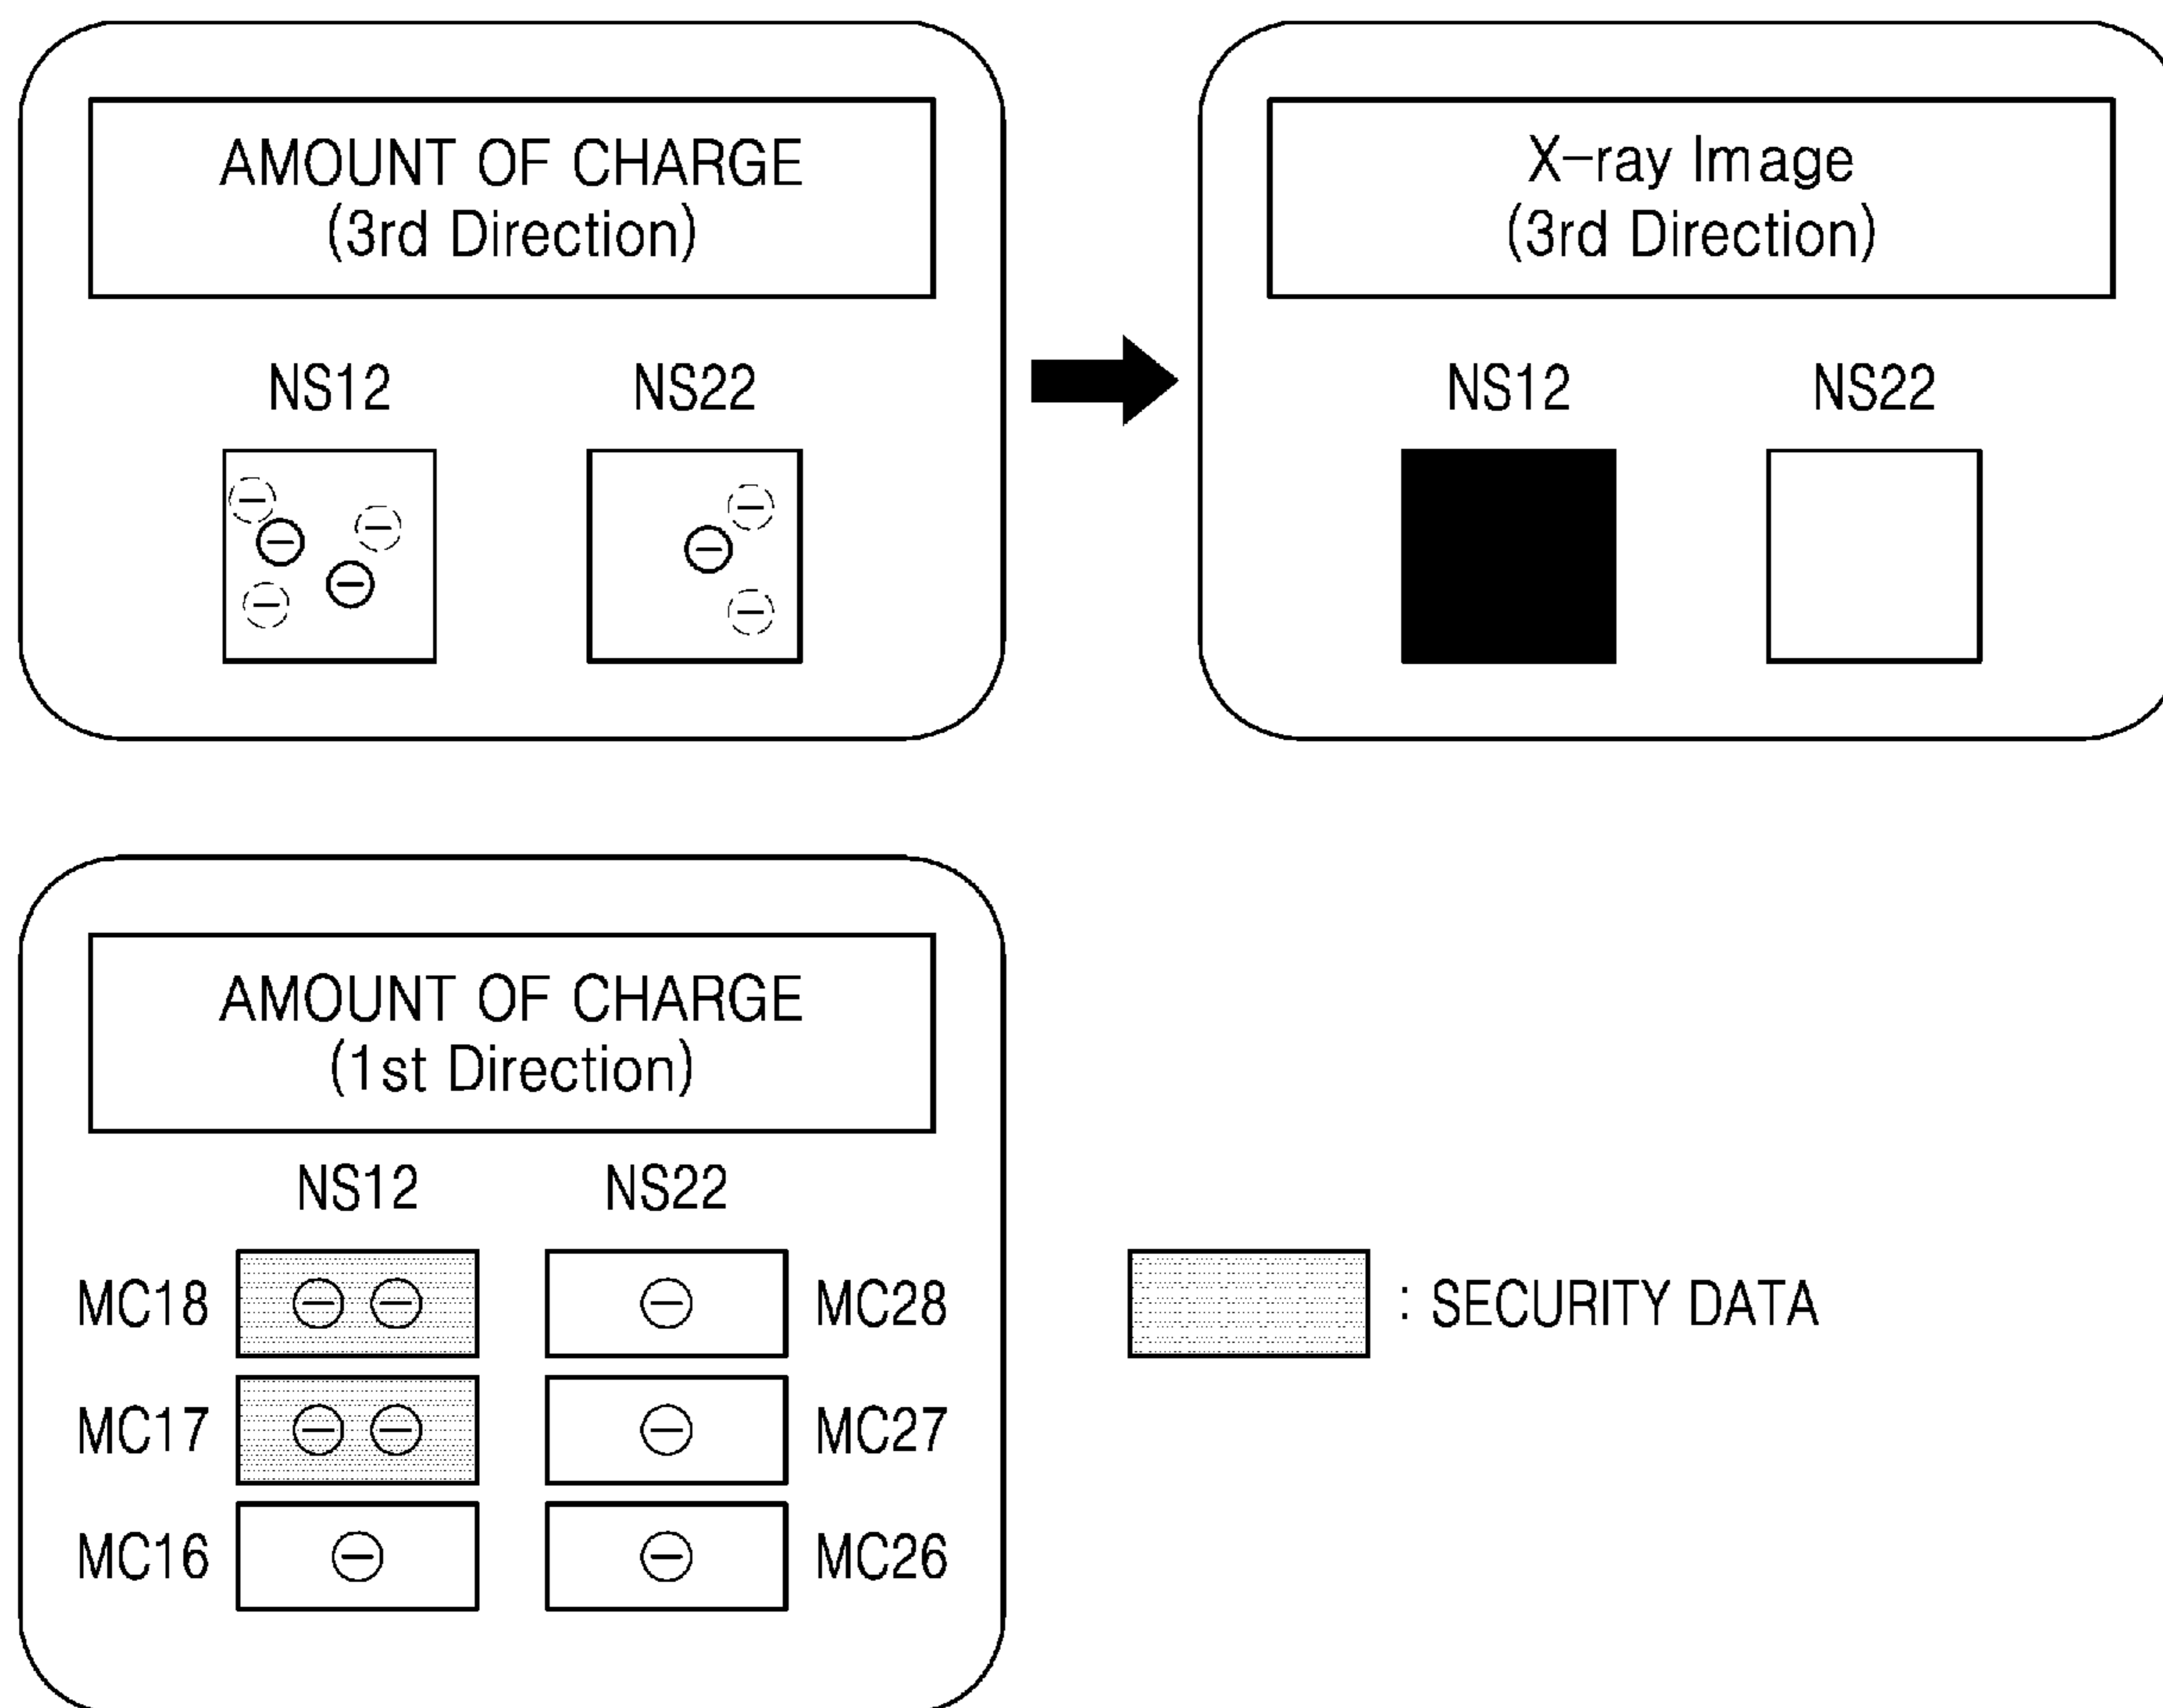 AMOUNT OF CHARGE
(3rd Direction)
NS12 NS22
X-ray Image
(3rd Direction)
NS12 NS22
AMOUNT OF CHARGE
(1st Direction)
NS12 NS22
MC18 MC28
MC17 MC27
MC16 MC26
: SECURITY DATA